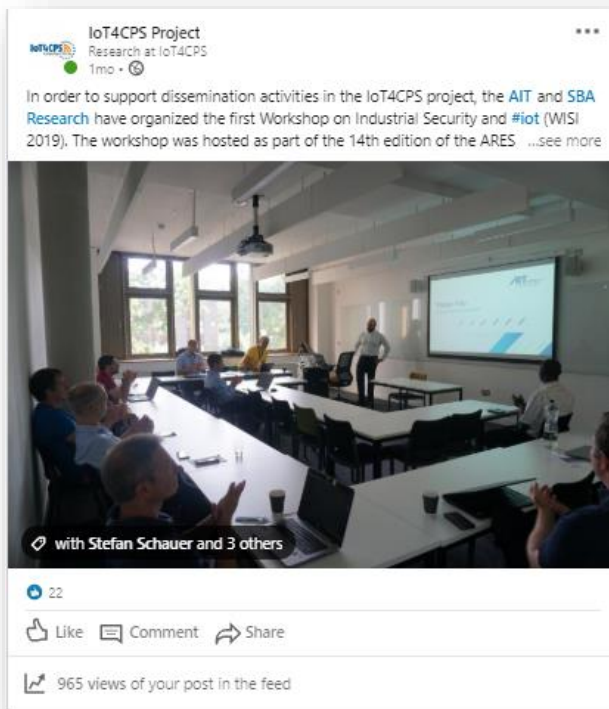 IoT4CPS Project
IoT4CPS
Research at IoT4CPS
1mo •
In order to support dissemination activities in the IoT4CPS project, the AIT and SBA
Research have organized the first Workshop on Industrial Security and #iot (WISI
2019). The workshop was hosted as part of the 14th edition of the ARES ...see more
AIT
with Stefan Schauer and 3 others
22
Like Comment Share
965 views of your post in the feed